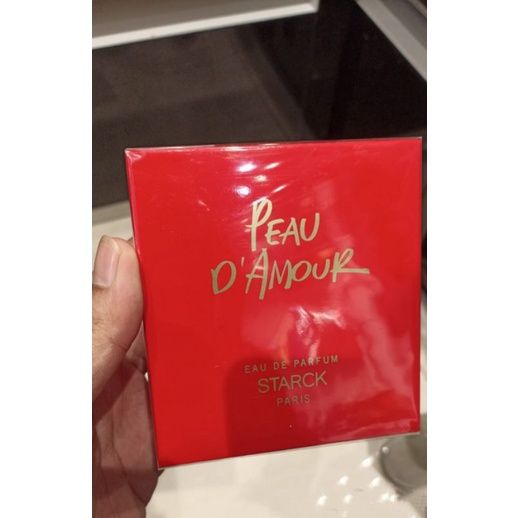 PEAU
D'AMOUR
EAU DE PARFUM
STARCK
PARIS